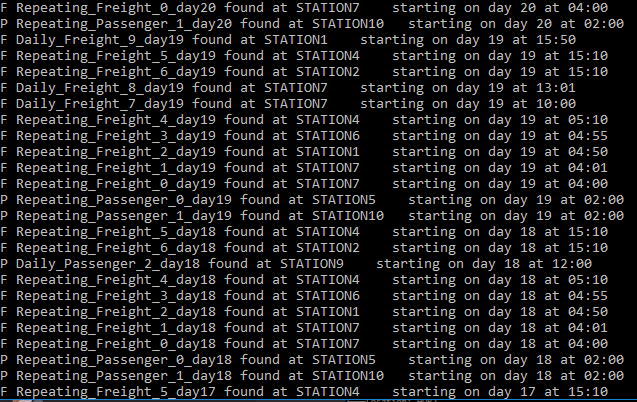 F Repeating_Freight_0_day20 found at STATION7    starting on day 20 at 04:00
P Repeating_Passenger_1_day20 found at STATION10    starting on day 20 at 02:00
F Daily_Freight_9_day19 found at STATION1    starting on day 19 at 15:50
F Repeating_Freight_5_day19 found at STATION4    starting on day 19 at 15:10
F Repeating_Freight_6_day19 found at STATION2    starting on day 19 at 15:10
F Daily_Freight_8_day19 found at STATION7    starting on day 19 at 13:01
F Daily_Freight_7_day19 found at STATION7    starting on day 19 at 10:00
F Repeating_Freight_4_day19 found at STATION4    starting on day 19 at 05:10
F Repeating_Freight_3_day19 found at STATION6    starting on day 19 at 04:55
F Repeating_Freight_2_day19 found at STATION1    starting on day 19 at 04:50
F Repeating_Freight_1_day19 found at STATION7    starting on day 19 at 04:01
F Repeating_Freight_0_day19 found at STATION7    starting on day 19 at 04:00
P Repeating_Passenger_0_day19 found at STATION5    starting on day 19 at 02:00
P Repeating_Passenger_1_day19 found at STATION10    starting on day 19 at 02:00
F Repeating_Freight_5_day18 found at STATION4    starting on day 18 at 15:10
F Repeating_Freight_6_day18 found at STATION2    starting on day 18 at 15:10
P Daily_Passenger_2_day18 found at STATION9    starting on day 18 at 12:00
F Repeating_Freight_4_day18 found at STATION4    starting on day 18 at 05:10
F Repeating_Freight_3_day18 found at STATION6    starting on day 18 at 04:55
F Repeating_Freight_2_day18 found at STATION1    starting on day 18 at 04:50
F Repeating_Freight_1_day18 found at STATION7    starting on day 18 at 04:01
F Repeating_Freight_0_day18 found at STATION7    starting on day 18 at 04:00
P Repeating_Passenger_0_day18 found at STATION5    starting on day 18 at 02:00
P Repeating_Passenger_1_day18 found at STATION10    starting on day 18 at 02:00
F Repeating_Freight_5_day17 found at STATION4    starting on day 17 at 15:10